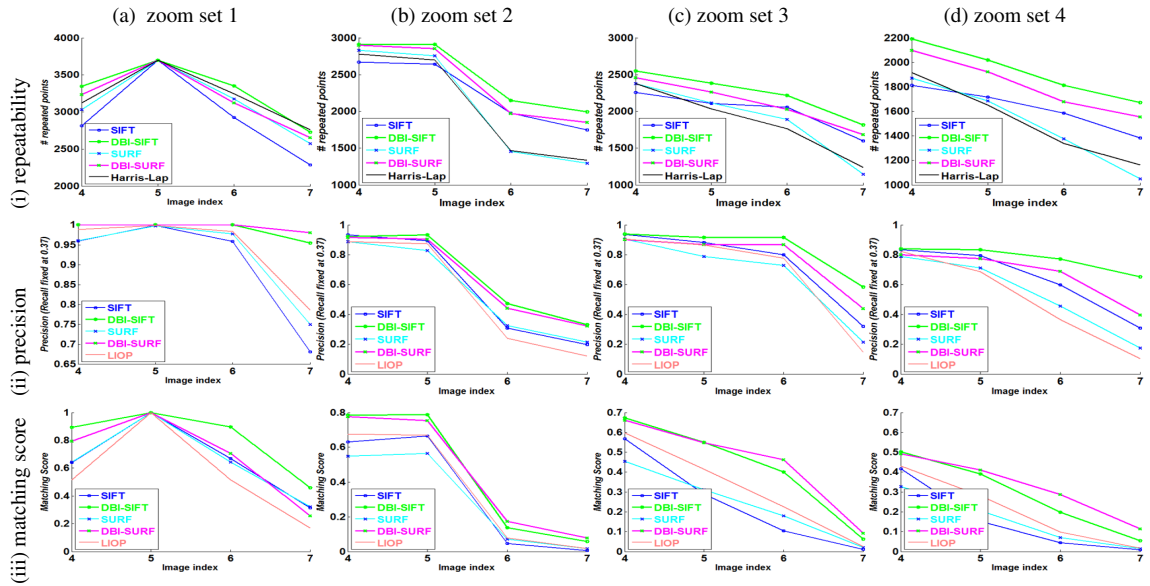 (a) zoom set 1
(b) zoom set 2
(c) zoom set 3
(d) zoom set 4
(i) repeatability
# repeated points
4000
3500
3000
2500
2000
SIFT
DBI-SIFT
SURF
DBI-SURF
Harris-Lap
4 5 6 7
Image index
# repeated points
3000
2500
2000
1500
1000
SIFT
DBI-SIFT
SURF
DBI-SURF
Harris-Lap
4 5 6 7
Image index
# repeated points
3000
2500
2000
1500
1000
SIFT
DBI-SIFT
SURF
DBI-SURF
Harris-Lap
4 5 6 7
Image index
# repeated points
2200
2000
1800
1600
1400
1200
1000
SIFT
DBI-SIFT
SURF
DBI-SURF
Harris-Lap
4 5 6 7
Image index
(ii) precision
Precision (Recall fixed at 0.37)
1
0.95
0.9
0.85
0.8
0.75
0.7
0.65
SIFT
DBI-SIFT
SURF
DBI-SURF
LIOP
4 5 6 7
Image index
Precision (Recall fixed at 0.37)
1
0.8
0.6
0.4
0.2
0
SIFT
DBI-SIFT
SURF
DBI-SURF
LIOP
4 5 6 7
Image index
Precision (Recall fixed at 0.37)
1
0.8
0.6
0.4
0.2
0
SIFT
DBI-SIFT
SURF
DBI-SURF
LIOP
4 5 6 7
Image index
Precision (Recall fixed at 0.37)
1
0.8
0.6
0.4
0.2
0
SIFT
DBI-SIFT
SURF
DBI-SURF
LIOP
4 5 6 7
Image index
(iii) matching score
Matching Score
1
0.8
0.6
0.4
0.2
0
SIFT
DBI-SIFT
SURF
DBI-SURF
LIOP
4 5 6 7
Image index
Matching Score
0.8
0.6
0.4
0.2
0
SIFT
DBI-SIFT
SURF
DBI-SURF
LIOP
4 5 6 7
Image index
Matching Score
0.7
0.6
0.5
0.4
0.3
0.2
0.1
0
SIFT
DBI-SIFT
SURF
DBI-SURF
LIOP
4 5 6 7
Image index
Matching Score
0.7
0.6
0.5
0.4
0.3
0.2
0.1
0
SIFT
DBI-SIFT
SURF
DBI-SURF
LIOP
4 5 6 7
Image index